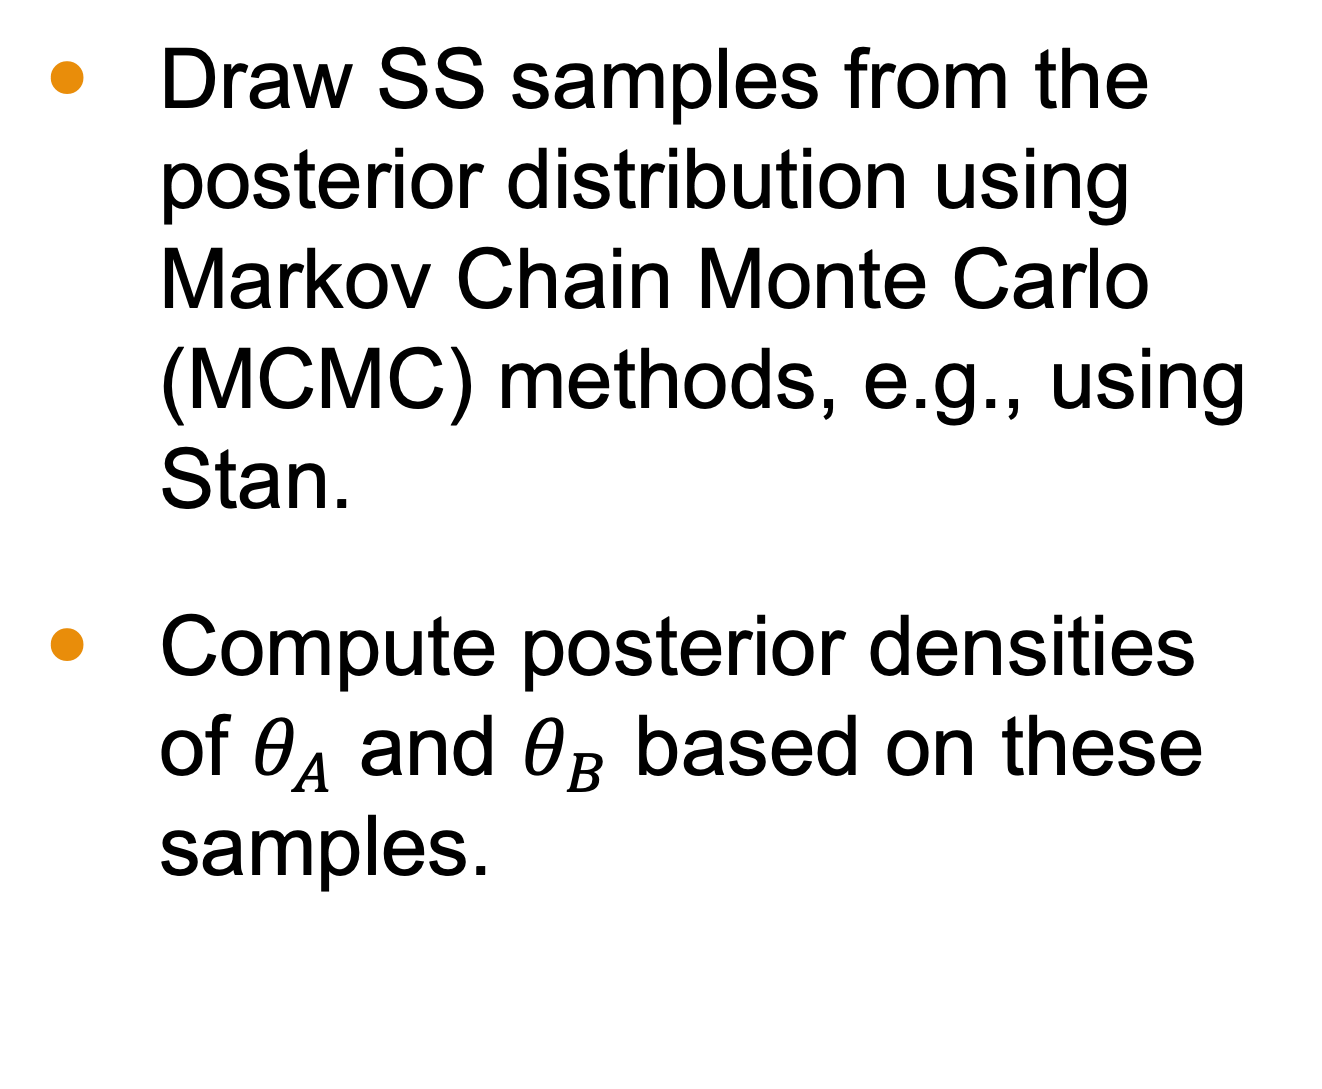 • Draw SS samples from the
posterior distribution using
Markov Chain Monte Carlo
(MCMC) methods, e.g., using
Stan.
• Compute posterior densities
of θ_A and θ_B based on these
samples.